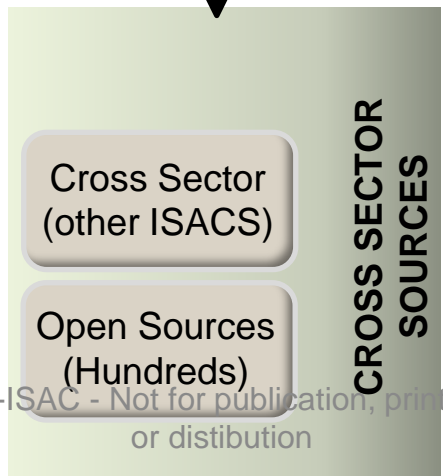 Cross Sector
(other ISACS)
Open Sources
(Hundreds)
CROSS SECTOR
SOURCES
-ISAC - Not for publication, print
or distibution